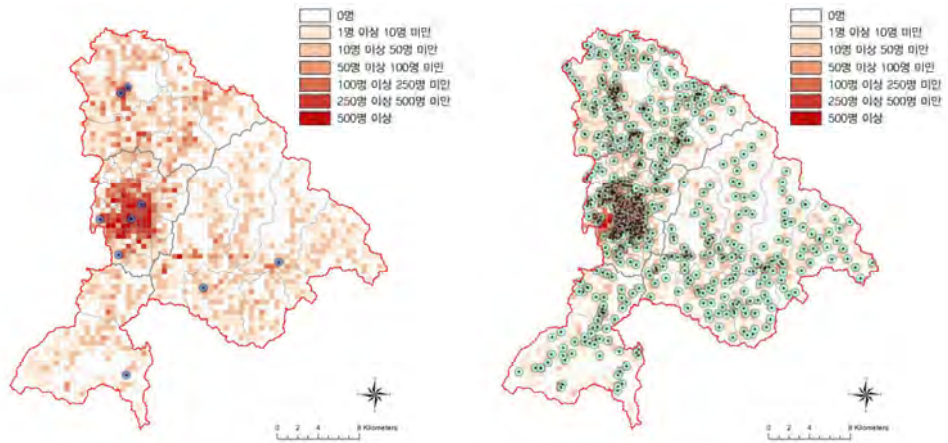 0명
1명 이상 10명 미만
10명 이상 50명 미만
50명 이상 100명 미만
100명 이상 250명 미만
250명 이상 500명 미만
500명 이상
0 2 4 8 Kilometers
0명
1명 이상 10명 미만
10명 이상 50명 미만
50명 이상 100명 미만
100명 이상 250명 미만
250명 이상 500명 미만
500명 이상
0 2 4 8 Kilometers